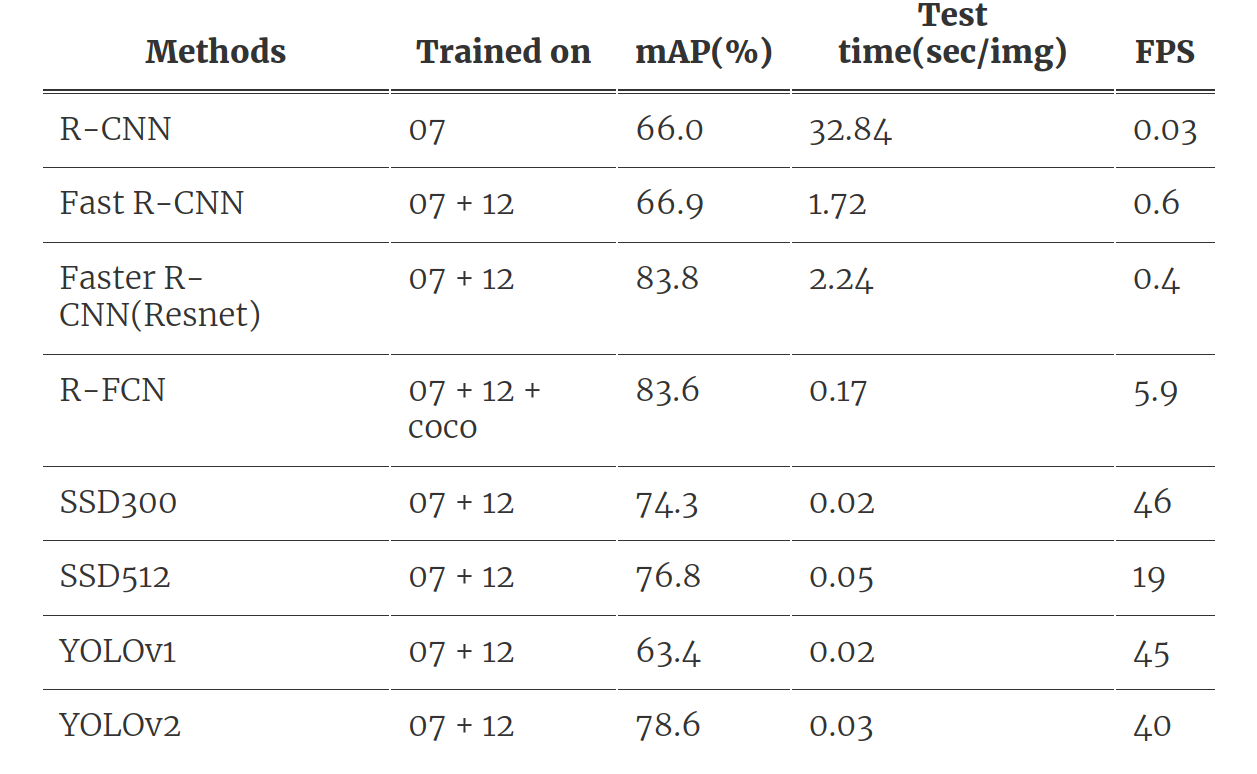 Methods Trained on mAP(%) Test time(sec/img) FPS
R-CNN 07 66.0 32.84 0.03
Fast R-CNN 07 + 12 66.9 1.72 0.6
Faster R- 07 + 12 83.8 2.24 0.4
CNN(Resnet)
R-FCN 07 + 12 + 83.6 0.17 5.9
coco
SSD300 07 + 12 74.3 0.02 46
SSD512 07 + 12 76.8 0.05 19
YOLOv1 07 + 12 63.4 0.02 45
YOLOv2 07 + 12 78.6 0.03 40